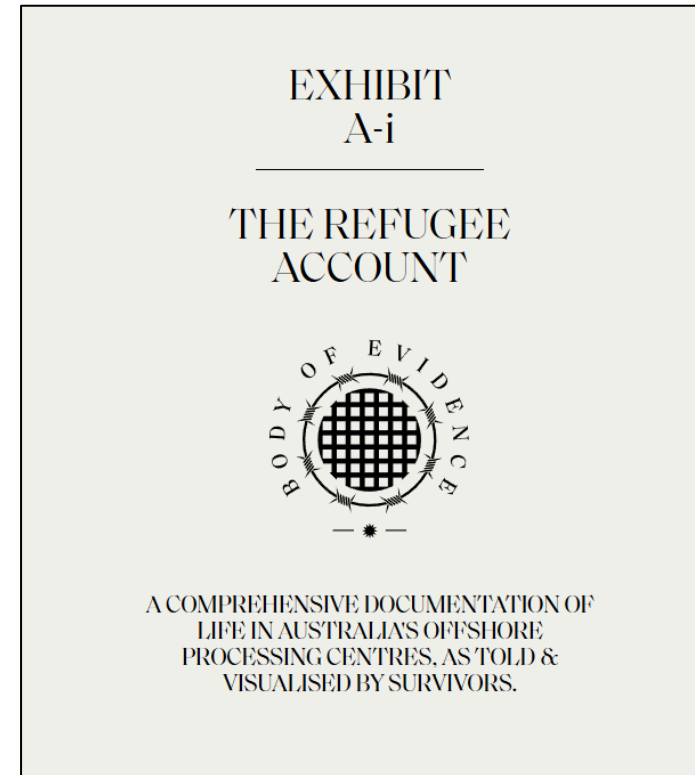 EXHIBIT
A-i
THE REFUGEE
ACCOUNT
BODY OF EVIDENCE
A COMPREHENSIVE DOCUMENTATION OF
LIFE IN AUSTRALIA'S OFFSHORE
PROCESSING CENTRES, AS TOLD &
VISUALISED BY SURVIVORS.